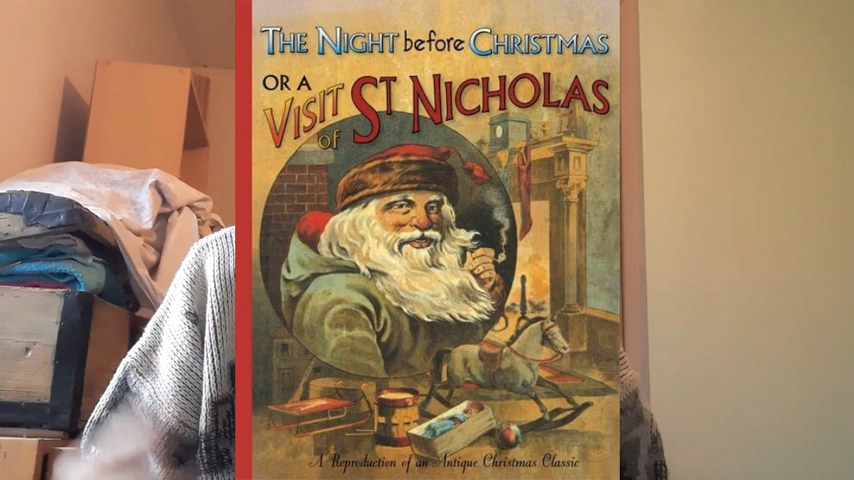 THE NIGHT before CHRISTMAS
OR A
VISIT of ST NICHOLAS
A Reproduction of an Antique Christmas Classic